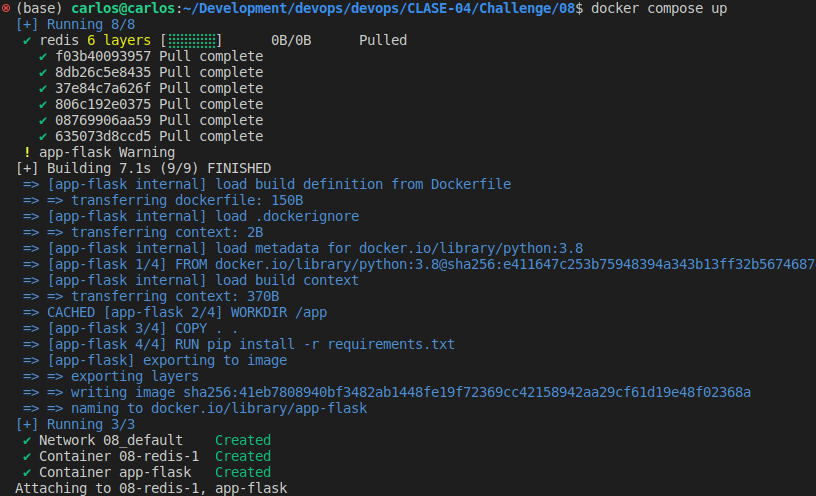 (base) carlos@carlos:~/Development/devops/devops/CLASE-04/Challenge/08$ docker compose up
[+] Running 8/8
✔ redis 6 layers [⣿⣿⣿⣿⣿⣿] 0B/0B Pulled
✔ f03b40093957 Pull complete
✔ 8db26c5e8435 Pull complete
✔ 37e84c7a626f Pull complete
✔ 806c192e0375 Pull complete
✔ 08769906aa59 Pull complete
✔ 635073d8ccd5 Pull complete
! app-flask Warning
[+] Building 7.1s (9/9) FINISHED
=> [app-flask internal] load build definition from Dockerfile
=> => transferring dockerfile: 150B
=> [app-flask internal] load .dockerignore
=> => transferring context: 2B
=> [app-flask internal] load metadata for docker.io/library/python:3.8
=> [app-flask 1/4] FROM docker.io/library/python:3.8@sha256:e411647c253b75948394a343b13ff32b5674687
=> [app-flask internal] load build context
=> => transferring context: 370B
=> CACHED [app-flask 2/4] WORKDIR /app
=> [app-flask 3/4] COPY . .
=> [app-flask 4/4] RUN pip install -r requirements.txt
=> [app-flask] exporting to image
=> => exporting layers
=> => writing image sha256:41eb7808940bf3482ab1448fe19f72369cc42158942aa29cf61d19e48f02368a
=> => naming to docker.io/library/app-flask
[+] Running 3/3
✔ Network 08_default Created
✔ Container 08-redis-1 Created
✔ Container app-flask Created
Attaching to 08-redis-1, app-flask